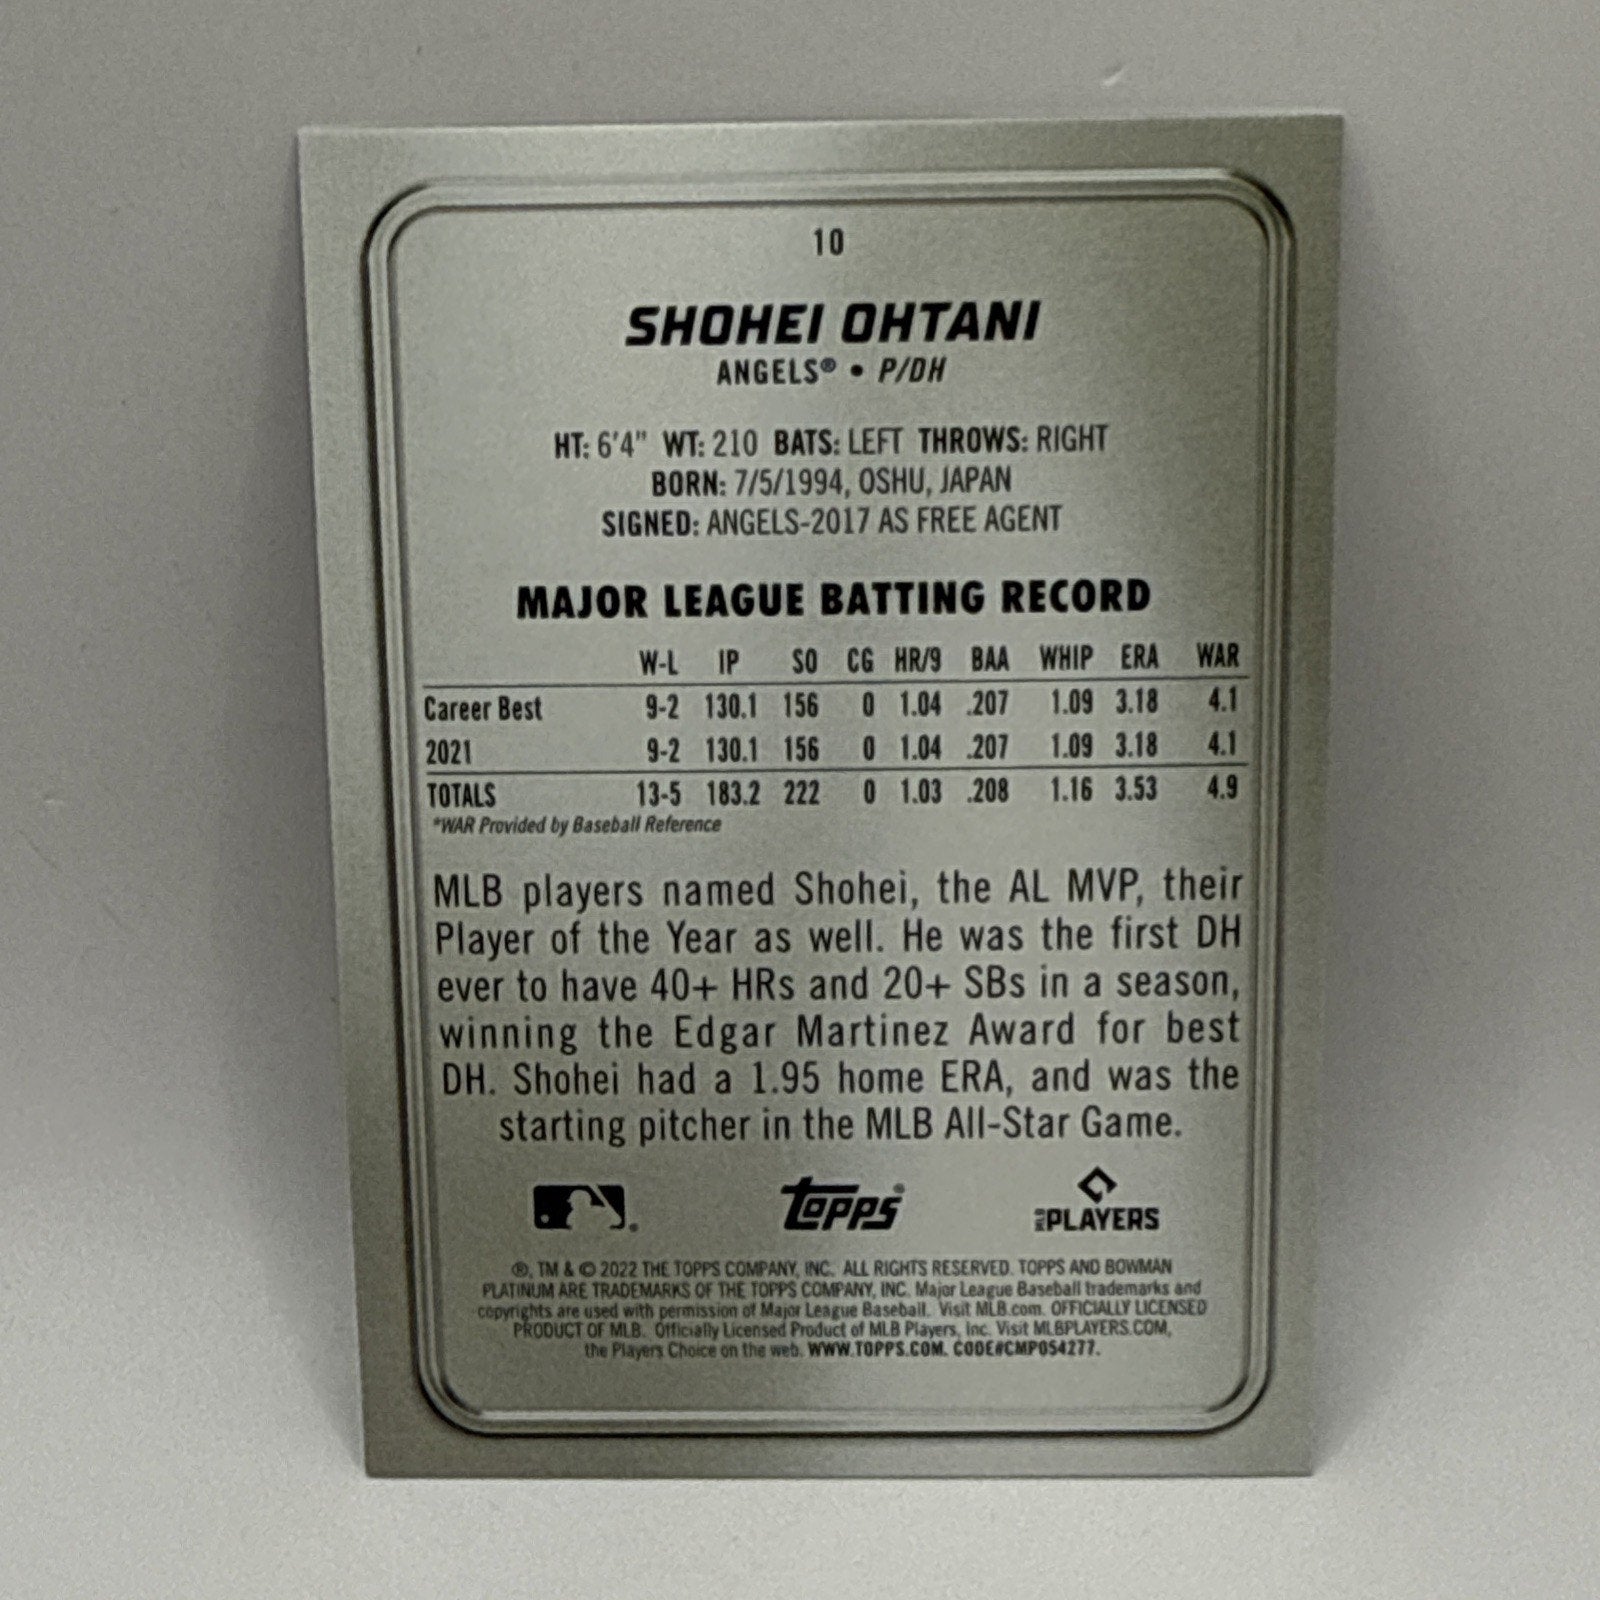 10
SHOHEI OHTANI
ANGELS® • P/DH
HT: 6'4" WT: 210 BATS: LEFT THROWS: RIGHT
BORN: 7/5/1994, OSHU, JAPAN
SIGNED: ANGELS-2017 AS FREE AGENT
MAJOR LEAGUE BATTING RECORD
W-L IP SO CG HR/9 BAA WHIP ERA WAR
Career Best 9-2 130.1 156 0 1.04 .207 1.09 3.18 4.1
2021 9-2 130.1 156 0 1.04 .207 1.09 3.18 4.1
TOTALS 13-5 183.2 222 0 1.03 .208 1.16 3.53 4.9
*WAR Provided by Baseball Reference
MLB players named Shohei, the AL MVP, their
Player of the Year as well. He was the first DH
ever to have 40+ HRs and 20+ SBs in a season,
winning the Edgar Martinez Award for best
DH. Shohei had a 1.95 home ERA, and was the
starting pitcher in the MLB All-Star Game.
® Topps® MLB PLAYERS
®, TM & © 2022 THE TOPPS COMPANY, INC. ALL RIGHTS RESERVED. TOPPS AND BOWMAN
PLATINUM ARE TRADEMARKS OF THE TOPPS COMPANY, INC. Major League Baseball trademarks and
copyrights are used with permission of Major League Baseball. Visit MLB.com. OFFICIALLY LICENSED
PRODUCT OF MLB. Officially Licensed Product of MLB Players, Inc. Visit MLBPLAYERS.COM,
the Players Choice on the web. WWW.TOPPS.COM. CODE#CMP054277.